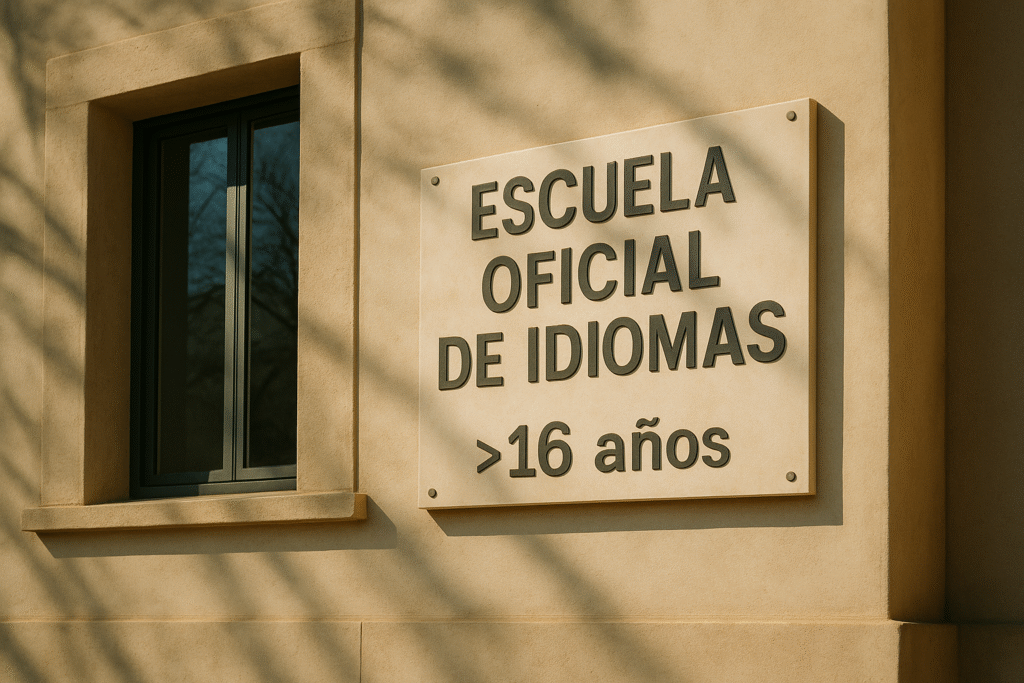 ESCUELA
OFICIAL
DE IDIOMAS
>16 años